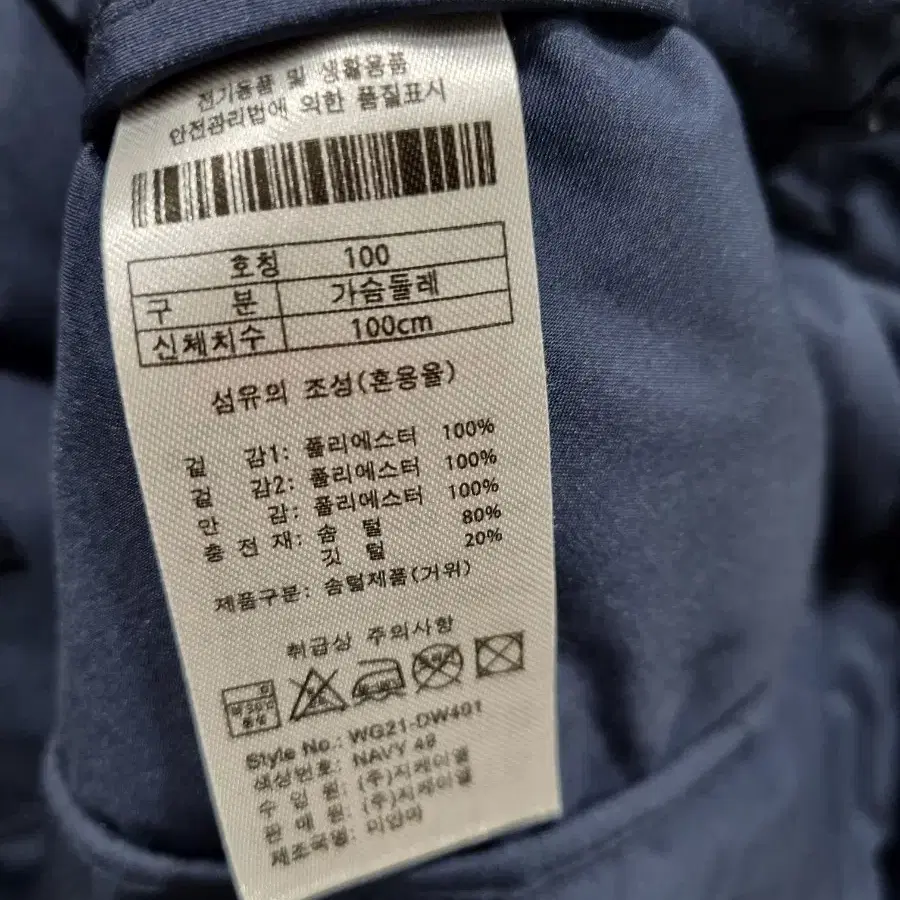 전기용품 및 생활용품
안전관리법에 의한 품질표시
호칭 100
구 분 가슴둘레
신체치수 100cm
섬유의 조성(혼용율)
겉 감1: 폴리에스터 100%
겉 감2: 폴리에스터 100%
안 감: 폴리에스터 100%
충 전 재: 솜 털 80%
깃 털 20%
제품구분: 솜털제품(거위)
취급상 주의사항
중성
Style No.: WG21-DW401
색상번호: NAVY 49
수 입 원: (주)지케이엘
판 매 원: (주)지케이엘
제조국명: 미얀마